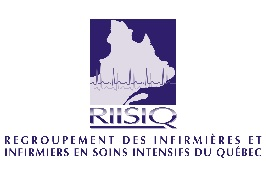 RIISIQ
REGROUPEMENT DES INFIRMIÈRES ET
INFIRMIERS EN SOINS INTENSIFS DU QUÉBEC